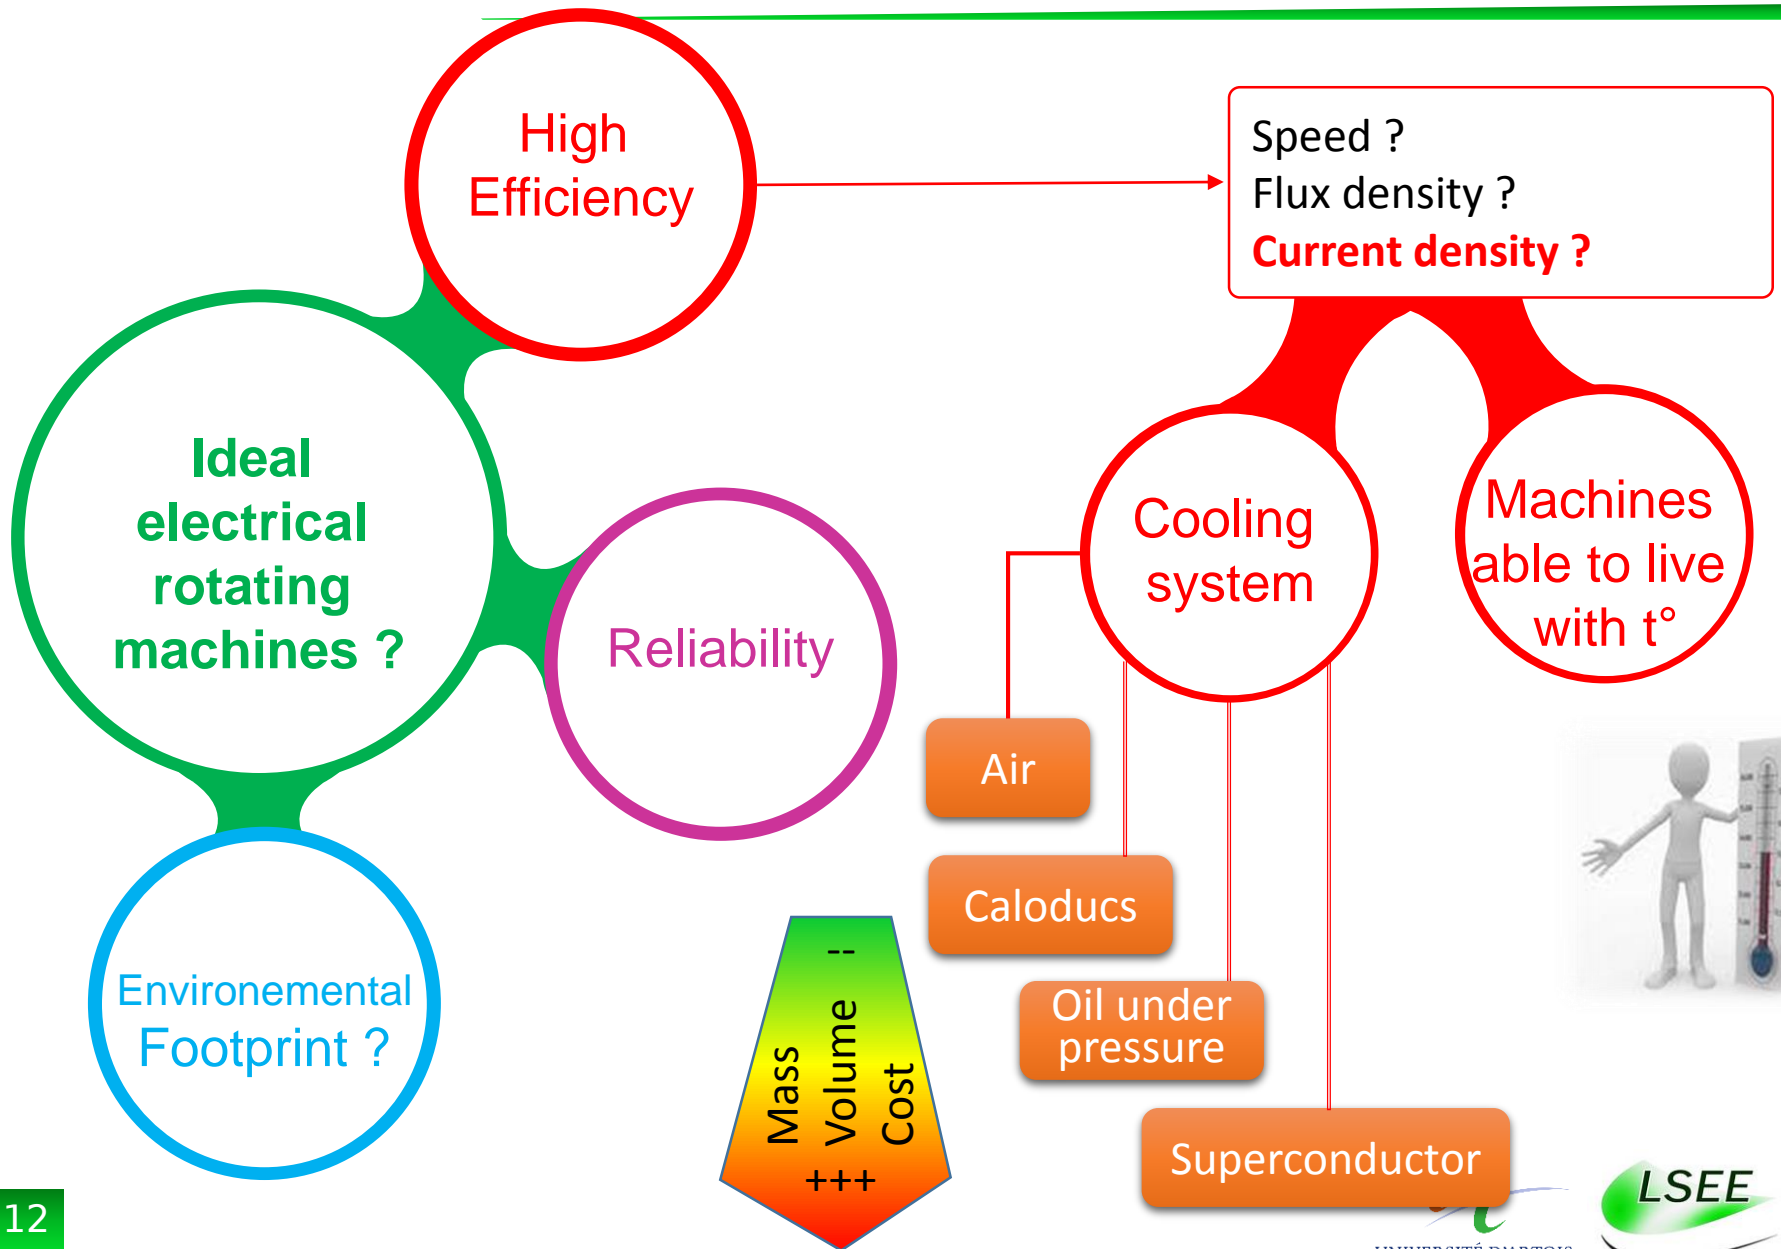 High
Efficiency
Speed ?
Flux density ?
Current density ?
Ideal
electrical
rotating
machines ?
Reliability
Cooling
system
Machines
able to live
with t°
Air
Caloducs
Oil under
pressure
Superconductor
Environemental
Footprint ?
--
Mass
Volume
Cost
+++
12
LSEE